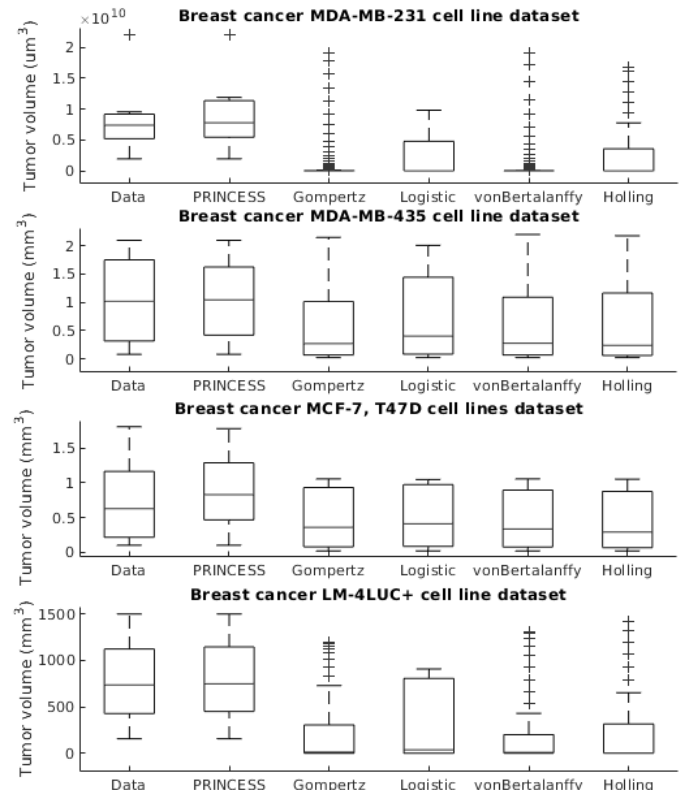 Breast cancer MDA-MB-231 cell line dataset
×10^10
Tumor volume (um^3)
2
1.5
1
0.5
0
Data PRINCESS Gompertz Logistic vonBertalanffy Holling
Breast cancer MDA-MB-435 cell line dataset
Tumor volume (mm^3)
2
1.5
1
0.5
0
Data PRINCESS Gompertz Logistic vonBertalanffy Holling
Breast cancer MCF-7, T47D cell lines dataset
Tumor volume (mm^3)
1.5
1
0.5
0
Data PRINCESS Gompertz Logistic vonBertalanffy Holling
Breast cancer LM-4LUC+ cell line dataset
Tumor volume (mm^3)
1500
1000
500
0
Data PRINCESS Gompertz Logistic vonBertalanffy Holling